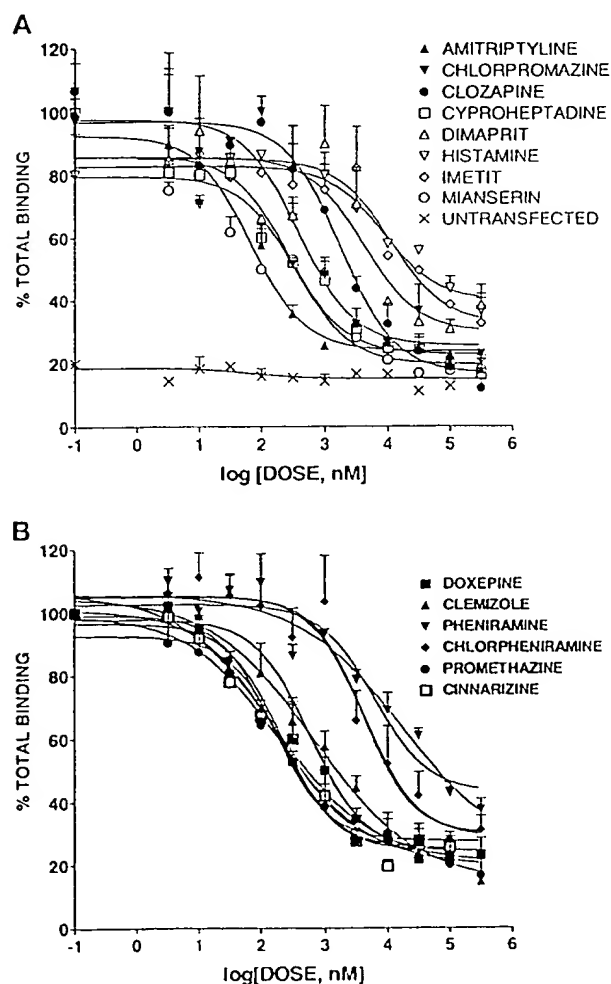 A
% TOTAL BINDING
120
100
80
60
40
20
0
-1 0 1 2 3 4 5 6
log [DOSE, nM]
AMITRIPTYLINE
CHLORPROMAZINE
CLOZAPINE
CYPROHEPTADINE
DIMAPRIT
HISTAMINE
IMETIT
MIANSERIN
UNTRANSFECTED
B
% TOTAL BINDING
120
100
80
60
40
20
0
-1 0 1 2 3 4 5 6
log[DOSE, nM]
DOXEPINE
CLEMIZOLE
PHENIRAMINE
CHLORPHENIRAMINE
PROMETHAZINE
CINNARIZINE